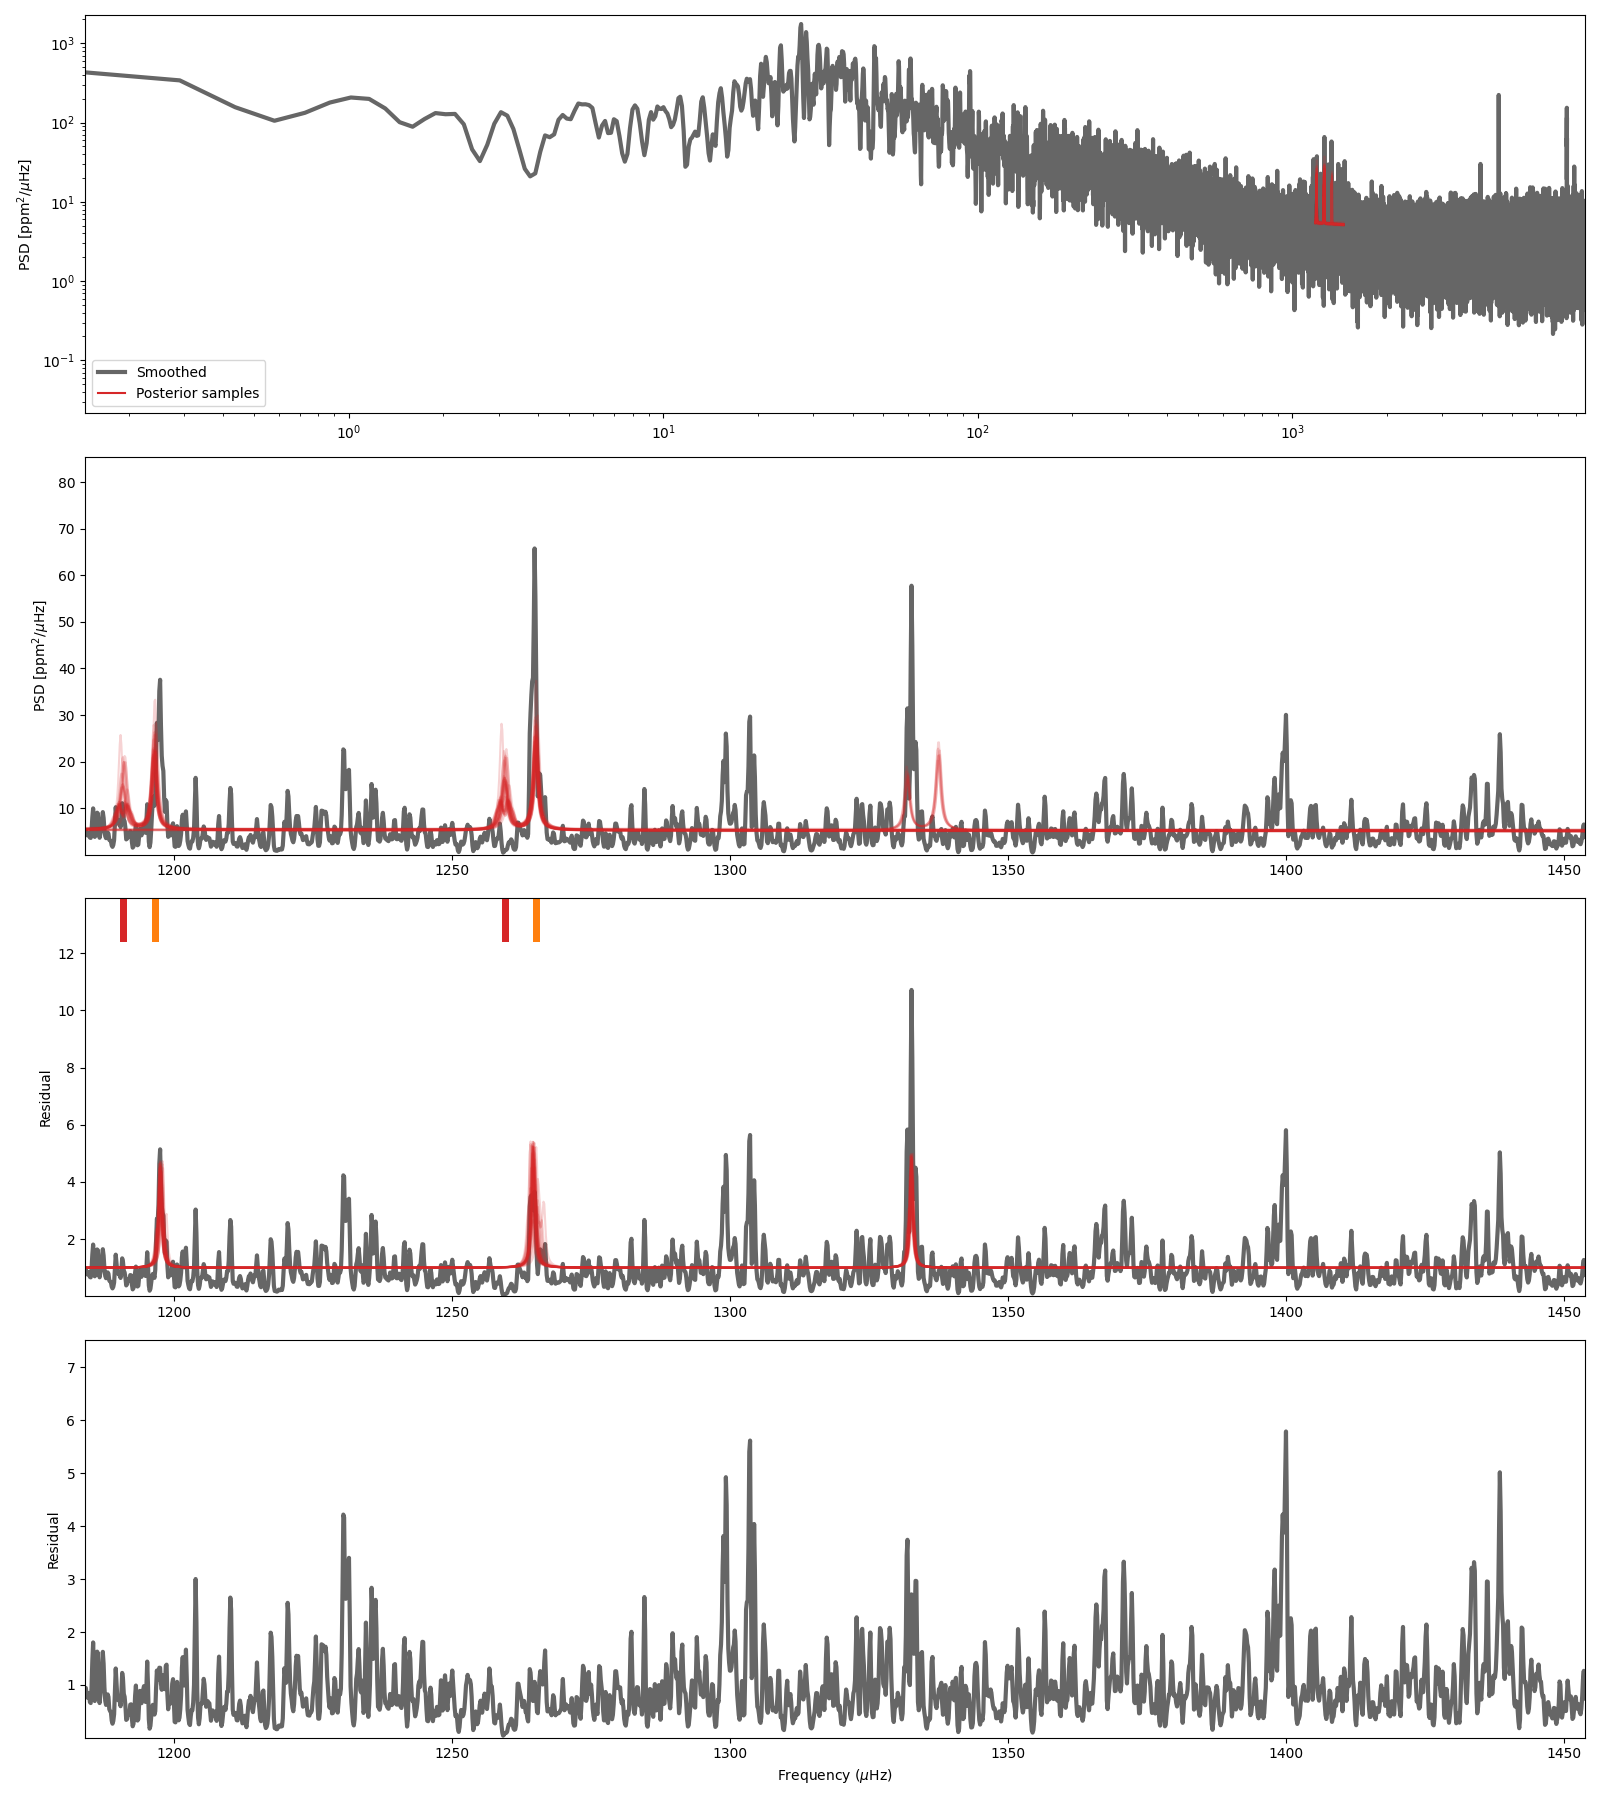 10³
10²
10¹
10⁰
10⁻¹
PSD [ppm²/μHz]
Smoothed
Posterior samples
10⁰ 10¹ 10² 10³
80
70
60
50
40
30
20
10
PSD [ppm²/μHz]
1200 1250 1300 1350 1400 1450
12
10
8
6
4
2
Residual
1200 1250 1300 1350 1400 1450
7
6
5
4
3
2
1
Residual
1200 1250 1300 1350 1400 1450
Frequency (μHz)